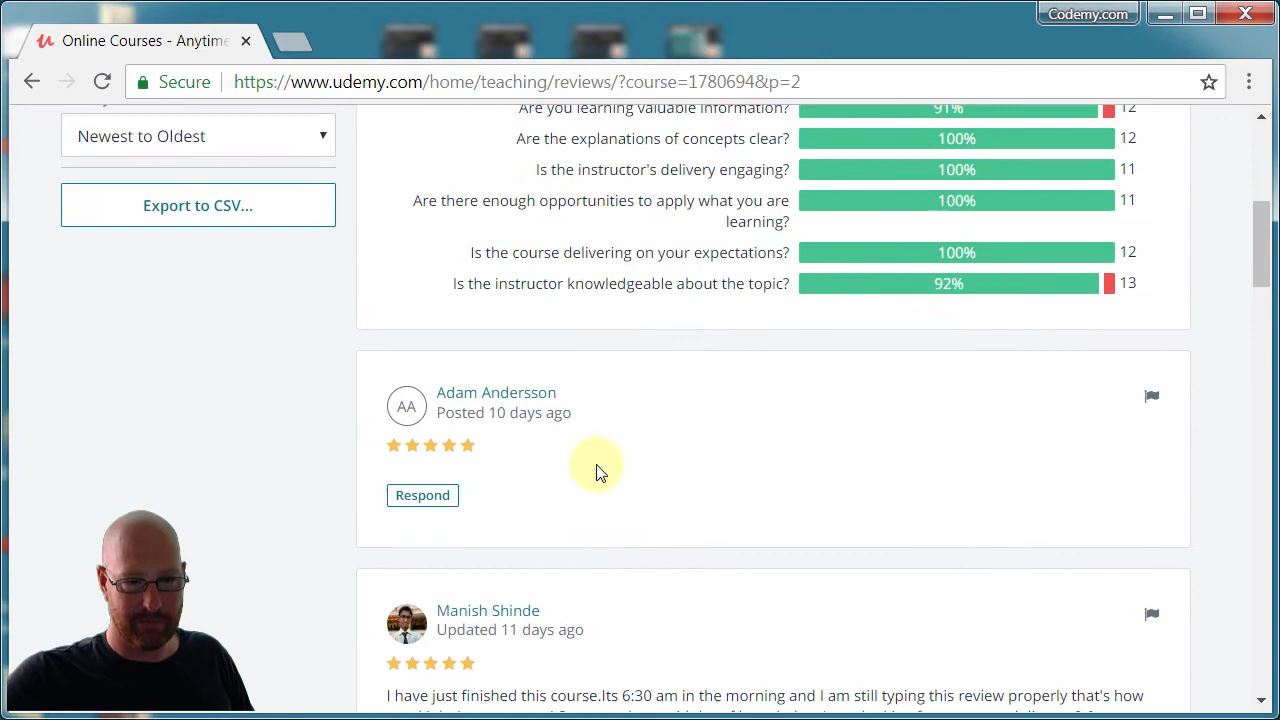 Codemy.com
Online Courses - Anytime
Secure https://www.udemy.com/home/teaching/reviews/?course=1780694&p=2
Newest to Oldest
Export to CSV...
Are you learning valuable information? 91% 12
Are the explanations of concepts clear? 100% 12
Is the instructor's delivery engaging? 100% 11
Are there enough opportunities to apply what you are 100% 11
learning?
Is the course delivering on your expectations? 100% 12
Is the instructor knowledgeable about the topic? 92% 13
AA
Adam Andersson
Posted 10 days ago
Respond
Manish Shinde
Updated 11 days ago
I have just finished this course.Its 6:30 am in the morning and I am still typing this review properly that's how